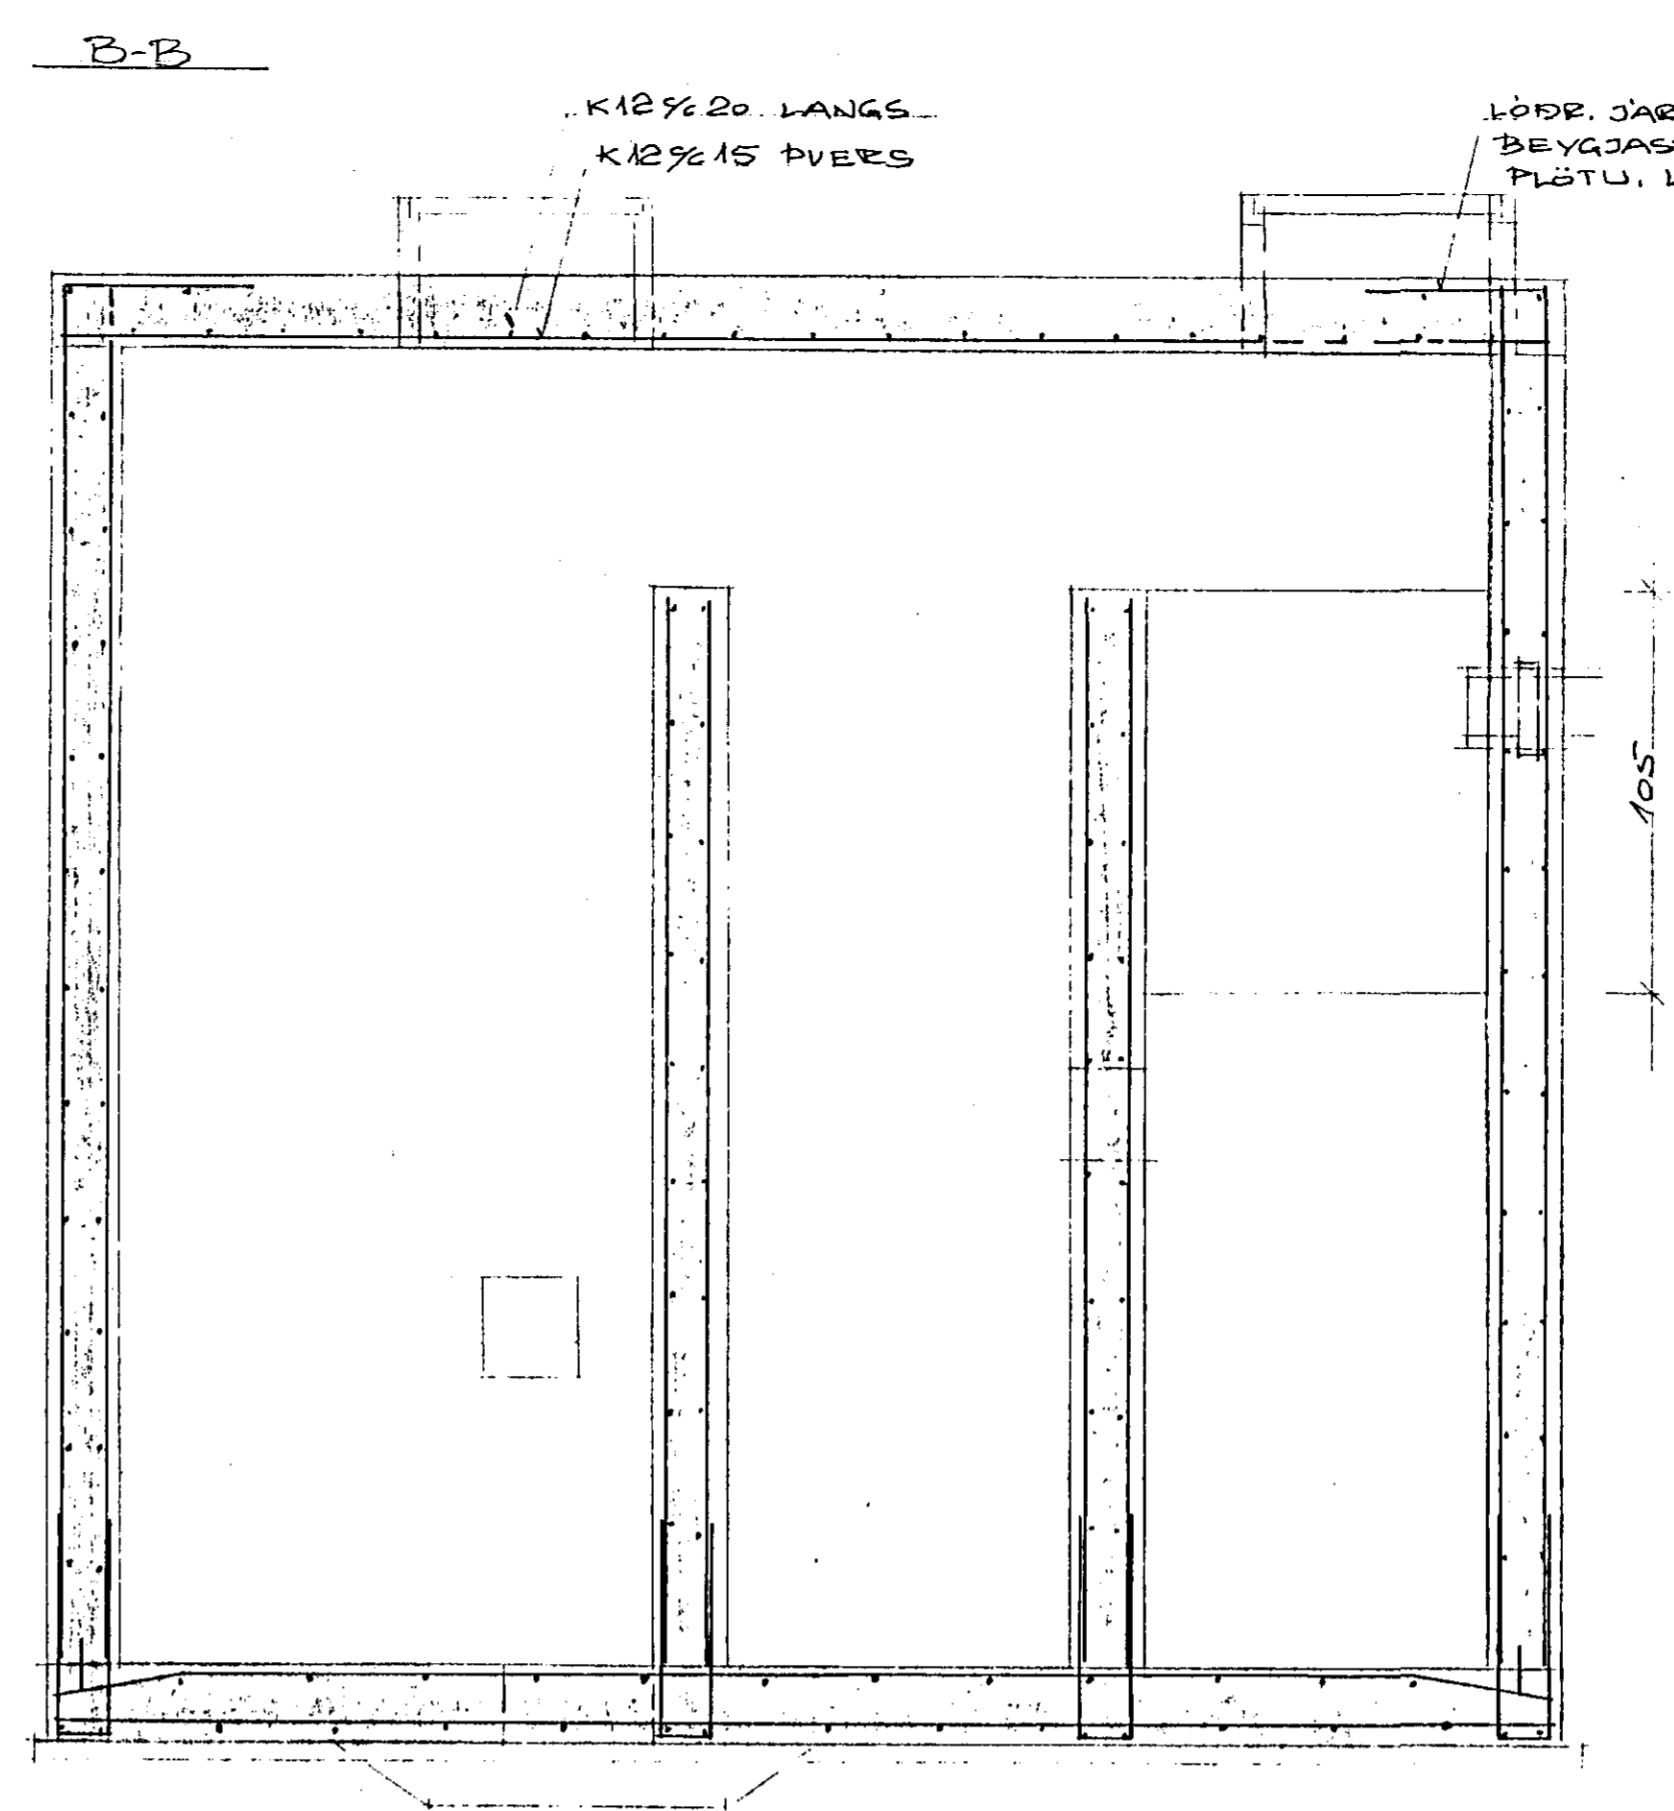 B-B
K12 c/c 20 LANGS
K12 c/c 15 ÞVERS
LÓÐR. JÁR
BEYGJAS
PLÖTU. L
105